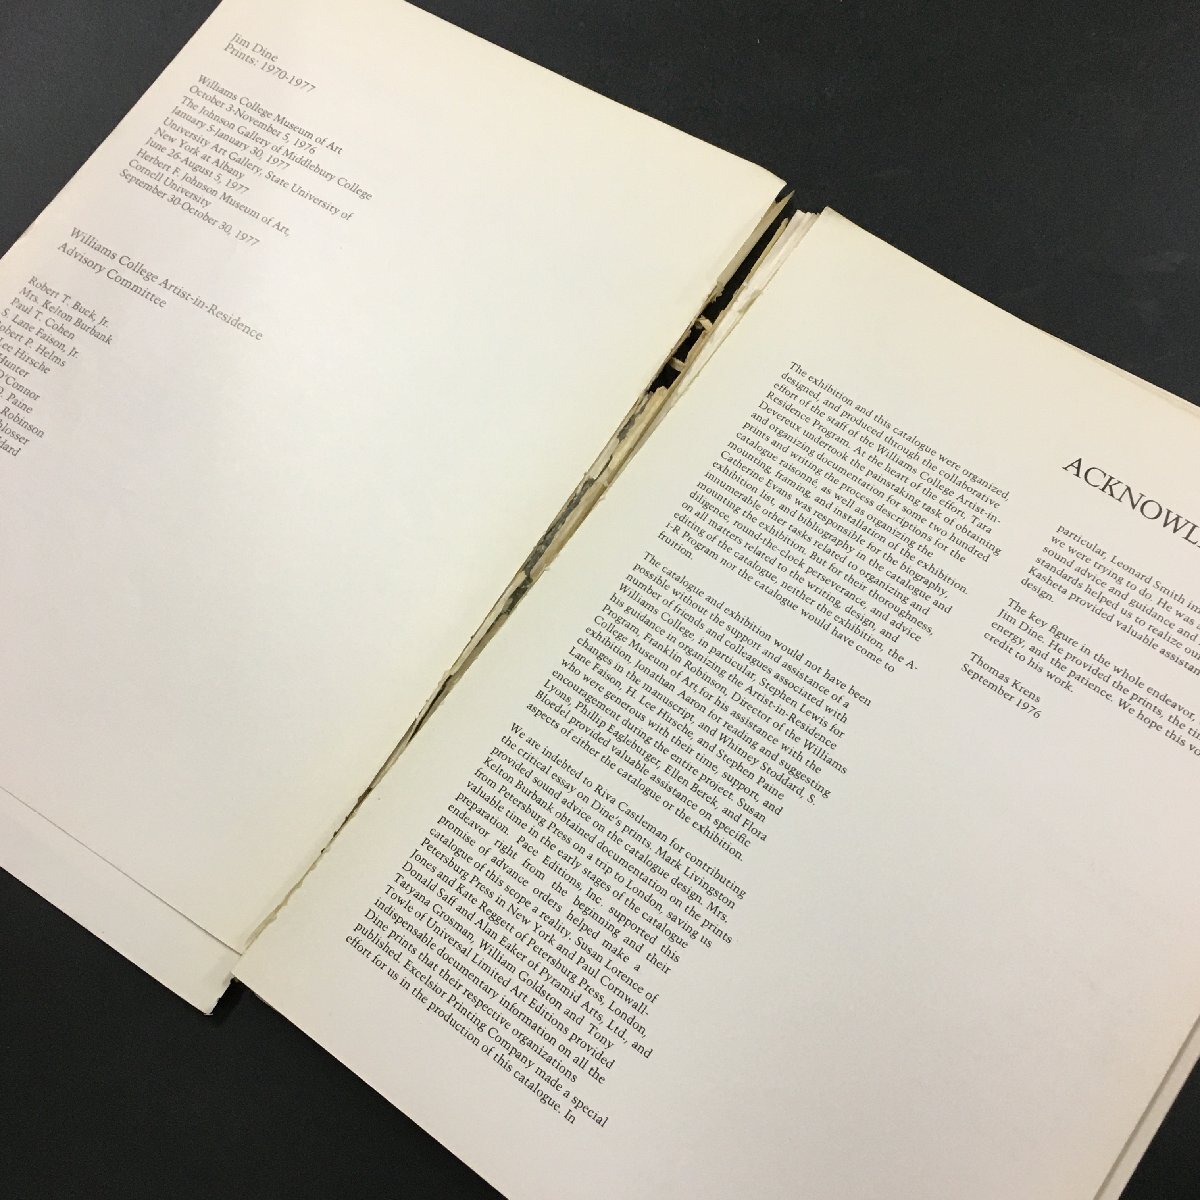 Jim Dine
Prints: 1970-1977
Williams College Museum of Art
October 3-November 5, 1976
The Johnson Gallery of Middlebury College
January 5-January 30, 1977
University Art Gallery, State University of
New York at Albany
June 26-August 5, 1977
Herbert F. Johnson Museum of Art,
Cornell University
September 30-October 30, 1977
Williams College Artist-in-Residence
Advisory Committee
Robert T. Buck, Jr.
Mrs. Kelton Burbank
Paul T. Cohen
S. Lane Faison, Jr.
Robert P. Helms
Lee Hirsche
Hunter
O'Connor
Paine
Robinson
The exhibition and this catalogue were organized,
designed, and produced through the collaborative
effort of the staff of the Williams College Artist-in-
Residence Program. At the heart of the effort, Tara
Devereux undertook the painstaking task of obtaining
and organizing documentation for some two hundred
prints and writing the process descriptions for the
catalogue raisonné, as well as organizing the
mounting, framing, and installation of the exhibition.
Catherine Evans was responsible for the biography,
exhibition list, and bibliography in the catalogue and
innumerable other tasks related to organizing and
mounting the exhibition. But for their thoroughness,
diligence, round-the-clock perseverance, and advice
on all matters related to the writing, design, and
editing of the catalogue, neither the exhibition, the A-
i-R Program nor the catalogue would have come to
fruition.
The catalogue and exhibition would not have been
possible without the support and assistance of a
number of friends and colleagues associated with
Williams College, in particular, Stephen Lewis for
his guidance in organizing the Artist-in-Residence
Program, Franklin Robinson, Director of the Williams
College Museum of Art for his assistance with the
exhibition, Jonathan Aaron for reading and suggesting
changes in the manuscript, and Whitney Stoddard, S.
Lane Faison, H. Lee Hirsche, and Stephen Paine
who were generous with their time, support, and
encouragement during the entire project. Susan
Lyons, Phillip Eagleburger, Ellen Berek, and Flora
Bloedel provided valuable assistance on specific
aspects of either the catalogue or the exhibition.
We are indebted to Riva Castleman for contributing
the critical essay on Dine's prints. Mark Livingston
provided sound advice on the catalogue design. Mrs.
Kelton Burbank obtained documentation on the prints
from Petersburg Press on a trip to London, saving us
valuable time in the early stages of the catalogue
preparation. Pace Editions, Inc. supported this
endeavor right from the beginning and their
promise of advance orders helped make a
catalogue of this scope a reality. Susan Lorence of
Petersburg Press in New York and Paul Cornwall-
Jones and Kate Reggett of Petersburg Press, London,
Donald Saff and Alan Eaker of Pyramid Arts, Ltd., and
Tatyana Grosman, William Goldston and Tony
Towle of Universal Limited Art Editions provided
indispensable documentary information on all the
Dine prints that their respective organizations
published. Excelsior Printing Company made a special
effort for us in the production of this catalogue. In
particular, Leonard Smith
we were trying to do. He was
sound advice and guidance and
standards helped us to realize our
Kasheta provided valuable
design.
The key figure in the whole endeavor,
Jim Dine. He provided the prints, the
energy, and the patience. We hope this
credit to his work.
Thomas Krens
September 1976